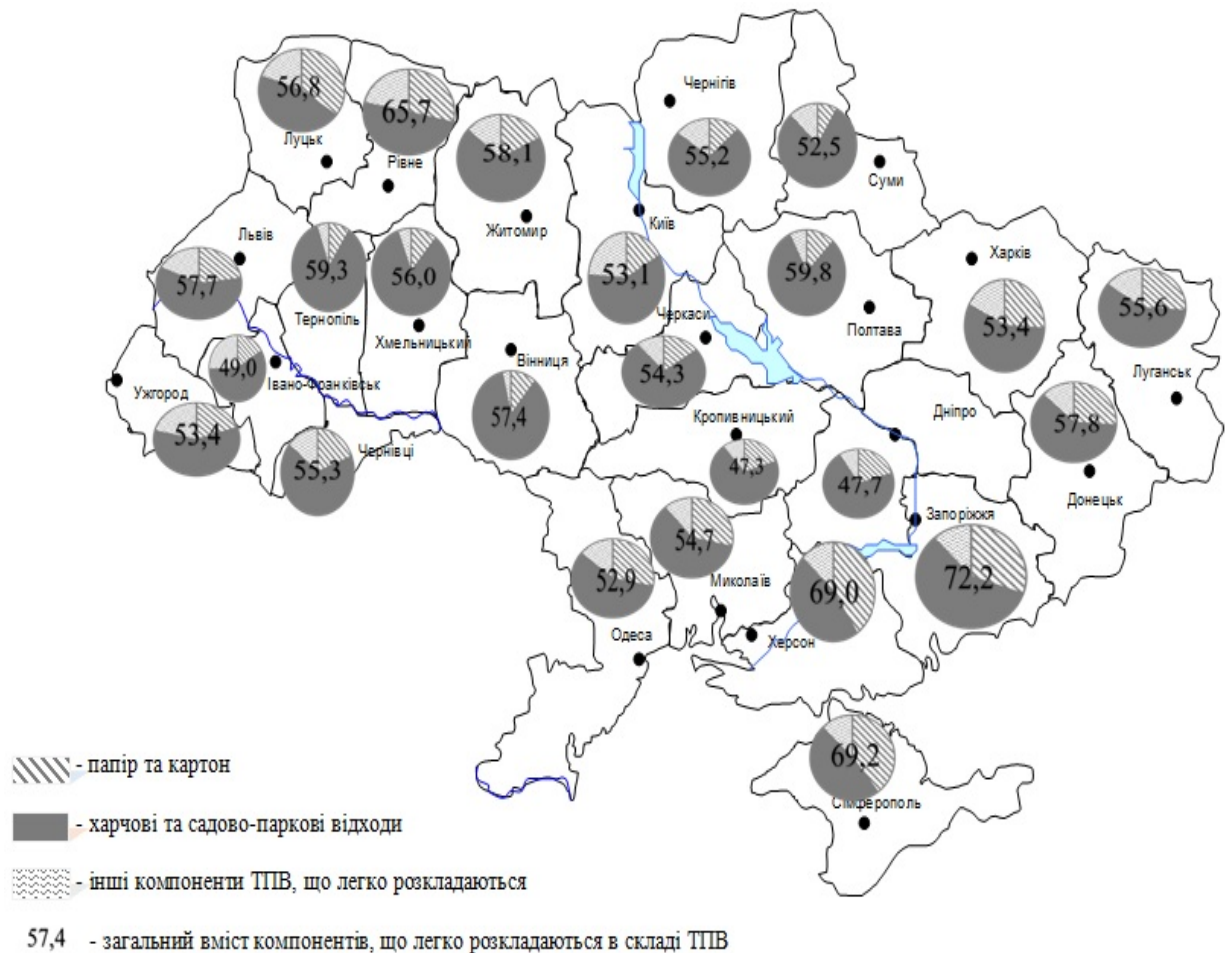 Чернігів
56,8
65,7
58,1
55,2
52,5
Луцьк
Рівне
Суми
Житомир
Київ
Львів
Харків
57,7
59,3
56,0
53,1
59,8
53,4
55,6
Тернопіль
Хмельницький
Вінниця
Черкаси
Полтава
Луганськ
49,0
Івано-Франківськ
Ужгород
54,3
Дніпро
Кропивницький
57,4
57,8
53,4
55,3
Чернівці
47,3
47,7
Донецьк
Запоріжжя
54,7
52,9
Миколаїв
69,0
72,2
Одеса
Херсон
69,2
Сімферополь
- папір та картон
- харчові та садово-паркові відходи
- інші компоненти ТПВ, що легко розкладаються
57,4 - загальний вміст компонентів, що легко розкладаються в складі ТПВ